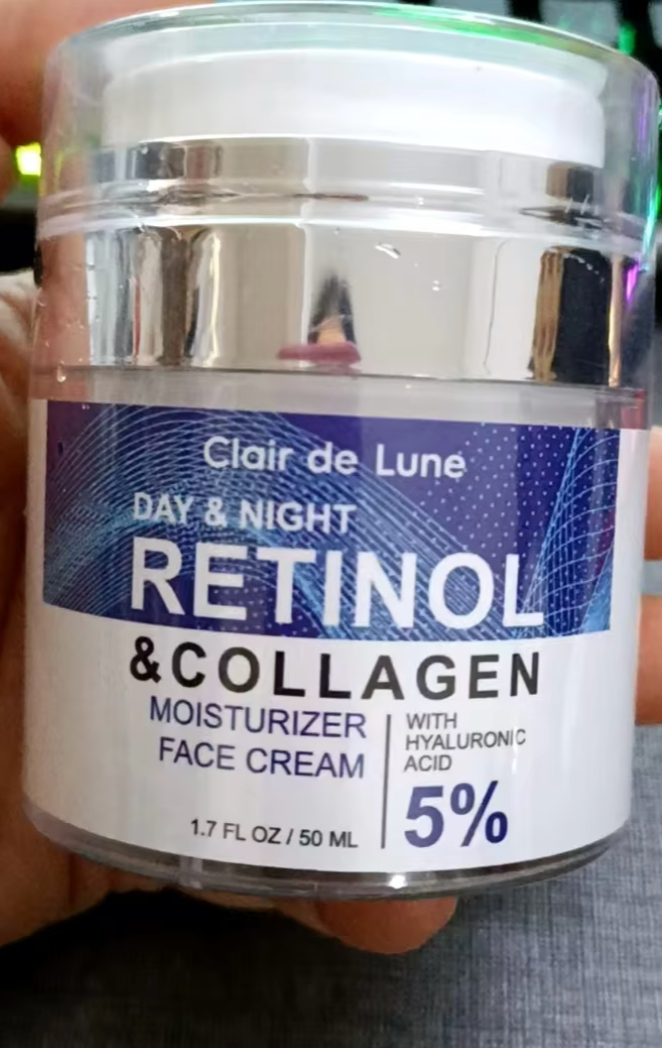 Clair de Lune
DAY & NIGHT
RETINOL
&COLLAGEN
MOISTURIZER
FACE CREAM
1.7 FL OZ / 50 ML
WITH
HYALURONIC
ACID
5%